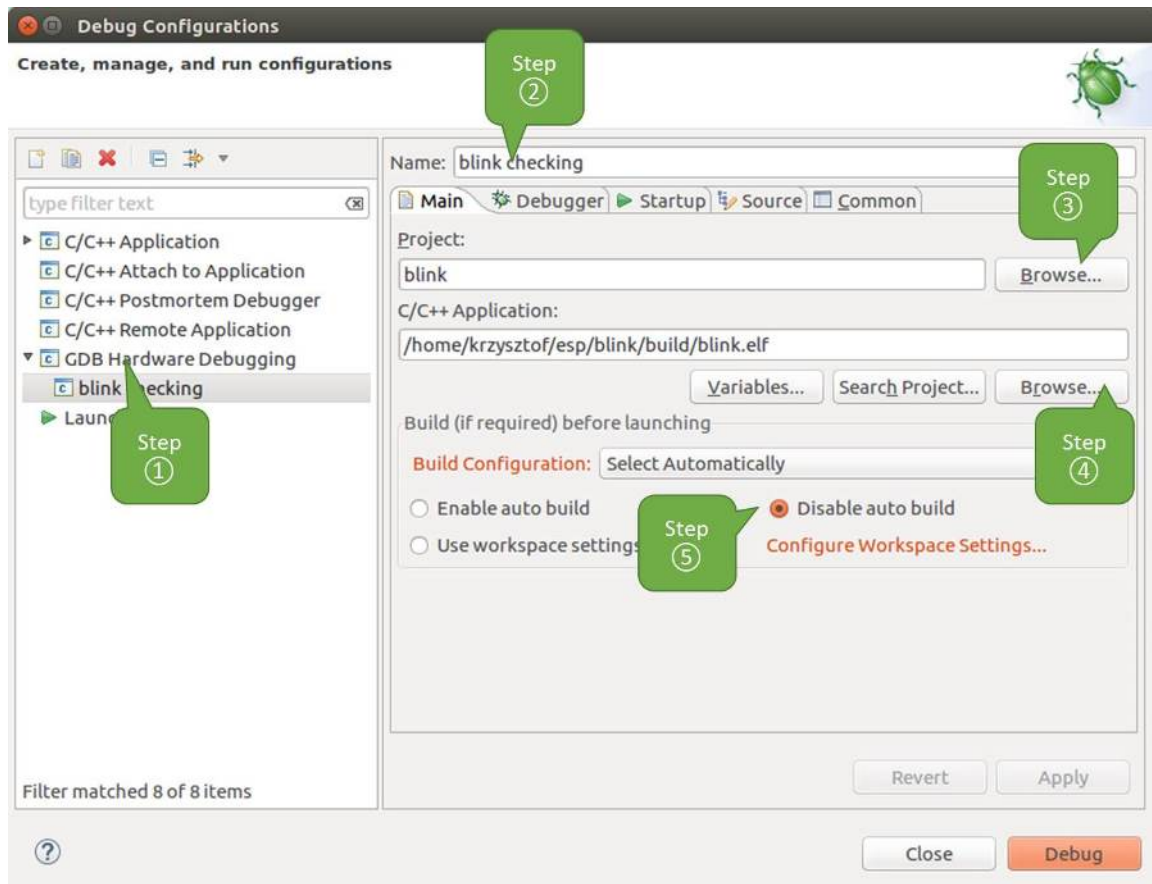 Debug Configurations
Create, manage, and run configurations
Step
②
Name: blink checking
type filter text
C/C++ Application
C/C++ Attach to Application
C/C++ Postmortem Debugger
C/C++ Remote Application
GDB Hardware Debugging
blink checking
Step
①
Main Debugger Startup Source Common
Step
③
Project:
blink Browse...
C/C++ Application:
/home/krzysztof/esp/blink/build/blink.elf
Variables... Search Project... Browse...
Step
④
Build (if required) before launching
Build Configuration: Select Automatically
Enable auto build Disable auto build
Step
⑤
Use workspace settings Configure Workspace Settings...
Revert Apply
Filter matched 8 of 8 items
Close Debug